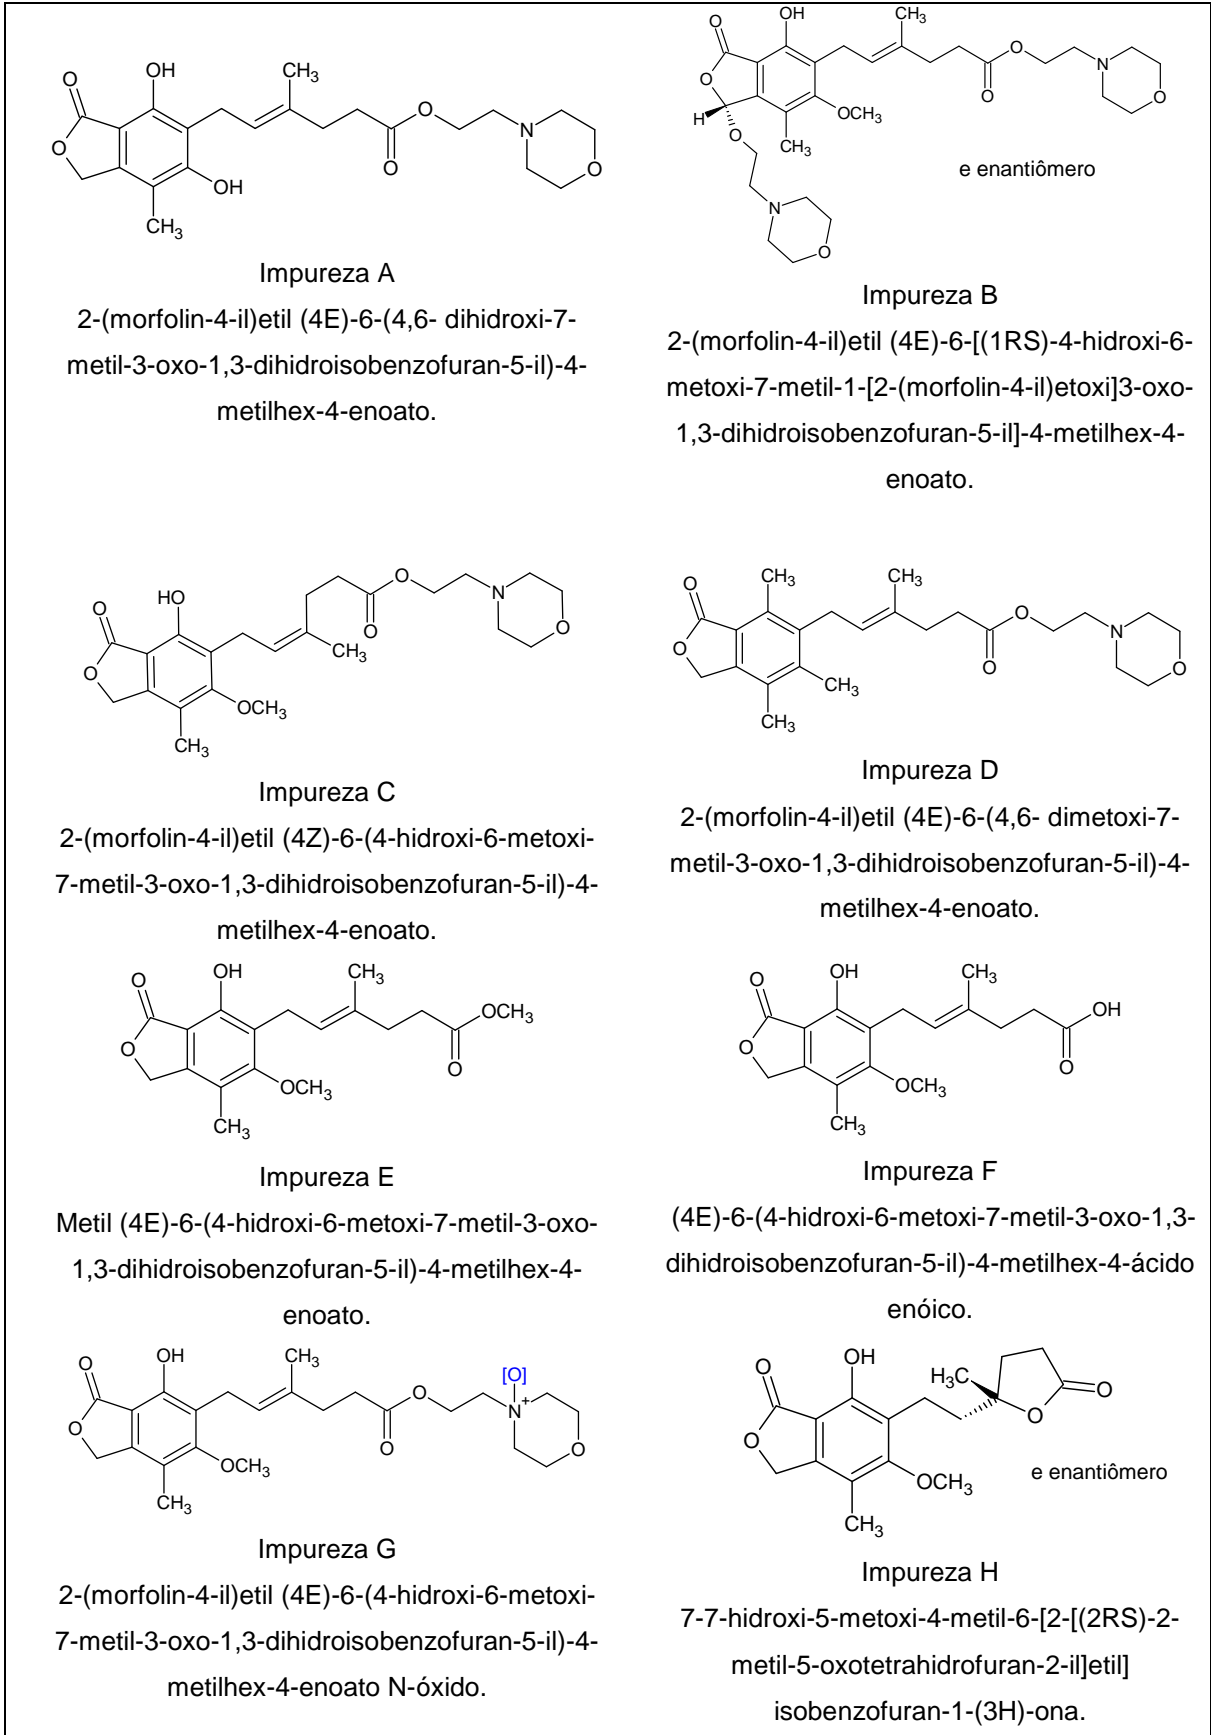 O
OH
CH3
O
O
N
O
O
OH
CH3
Impureza A
2-(morfolin-4-il)etil (4E)-6-(4,6- dihidroxi-7-
metil-3-oxo-1,3-dihidroisobenzofuran-5-il)-4-
metilhex-4-enoato.
O
OH
CH3
O
O
N
O
O
H
O
CH3
OCH3
e enantiômero
N
O
Impureza B
2-(morfolin-4-il)etil (4E)-6-[(1RS)-4-hidroxi-6-
metoxi-7-metil-1-[2-(morfolin-4-il)etoxi]3-oxo-
1,3-dihidroisobenzofuran-5-il]-4-metilhex-4-
enoato.
O
HO
O
N
O
O
O
CH3
OCH3
CH3
Impureza C
2-(morfolin-4-il)etil (4Z)-6-(4-hidroxi-6-metoxi-
7-metil-3-oxo-1,3-dihidroisobenzofuran-5-il)-4-
metilhex-4-enoato.
O
CH3
CH3
O
N
O
O
O
CH3
CH3
Impureza D
2-(morfolin-4-il)etil (4E)-6-(4,6- dimetoxi-7-
metil-3-oxo-1,3-dihidroisobenzofuran-5-il)-4-
metilhex-4-enoato.
O
OH
CH3
OCH3
O
O
OCH3
CH3
Impureza E
Metil (4E)-6-(4-hidroxi-6-metoxi-7-metil-3-oxo-
1,3-dihidroisobenzofuran-5-il)-4-metilhex-4-
enoato.
O
OH
CH3
OH
O
O
OCH3
CH3
Impureza F
(4E)-6-(4-hidroxi-6-metoxi-7-metil-3-oxo-1,3-
dihidroisobenzofuran-5-il)-4-metilhex-4-ácido
enóico.
O
OH
CH3
[O]
O
N+
O
O
O
OCH3
CH3
Impureza G
2-(morfolin-4-il)etil (4E)-6-(4-hidroxi-6-metoxi-
7-metil-3-oxo-1,3-dihidroisobenzofuran-5-il)-4-
metilhex-4-enoato N-óxido.
O
OH
H3C
O
O
O
OCH3
CH3
e enantiômero
Impureza H
7-7-hidroxi-5-metoxi-4-metil-6-[2-[(2RS)-2-
metil-5-oxotetrahidrofuran-2-il]etil]
isobenzofuran-1-(3H)-ona.